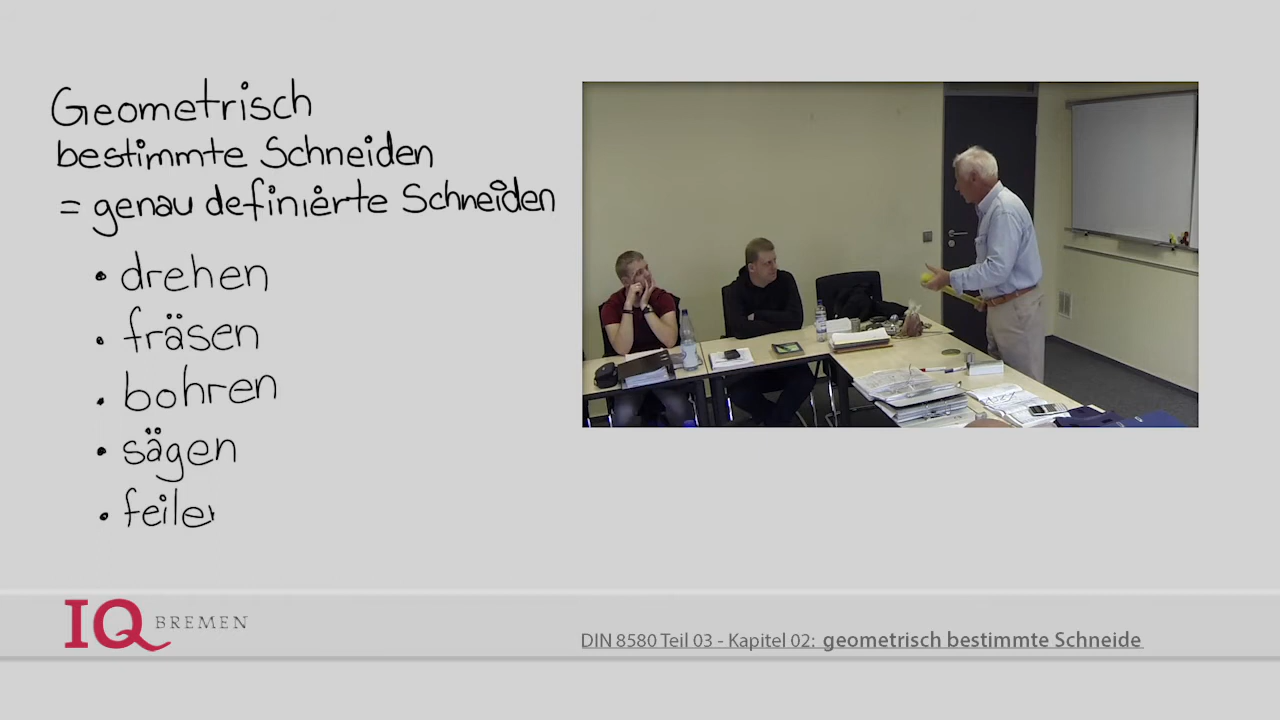 Geometrisch
bestimmte Schneiden
= genau definierte Schneiden
• drehen
• fräsen
• bohren
• sägen
• feile
IQ BREMEN
DIN 8580 Teil 03 - Kapitel 02: geometrisch bestimmte Schneide